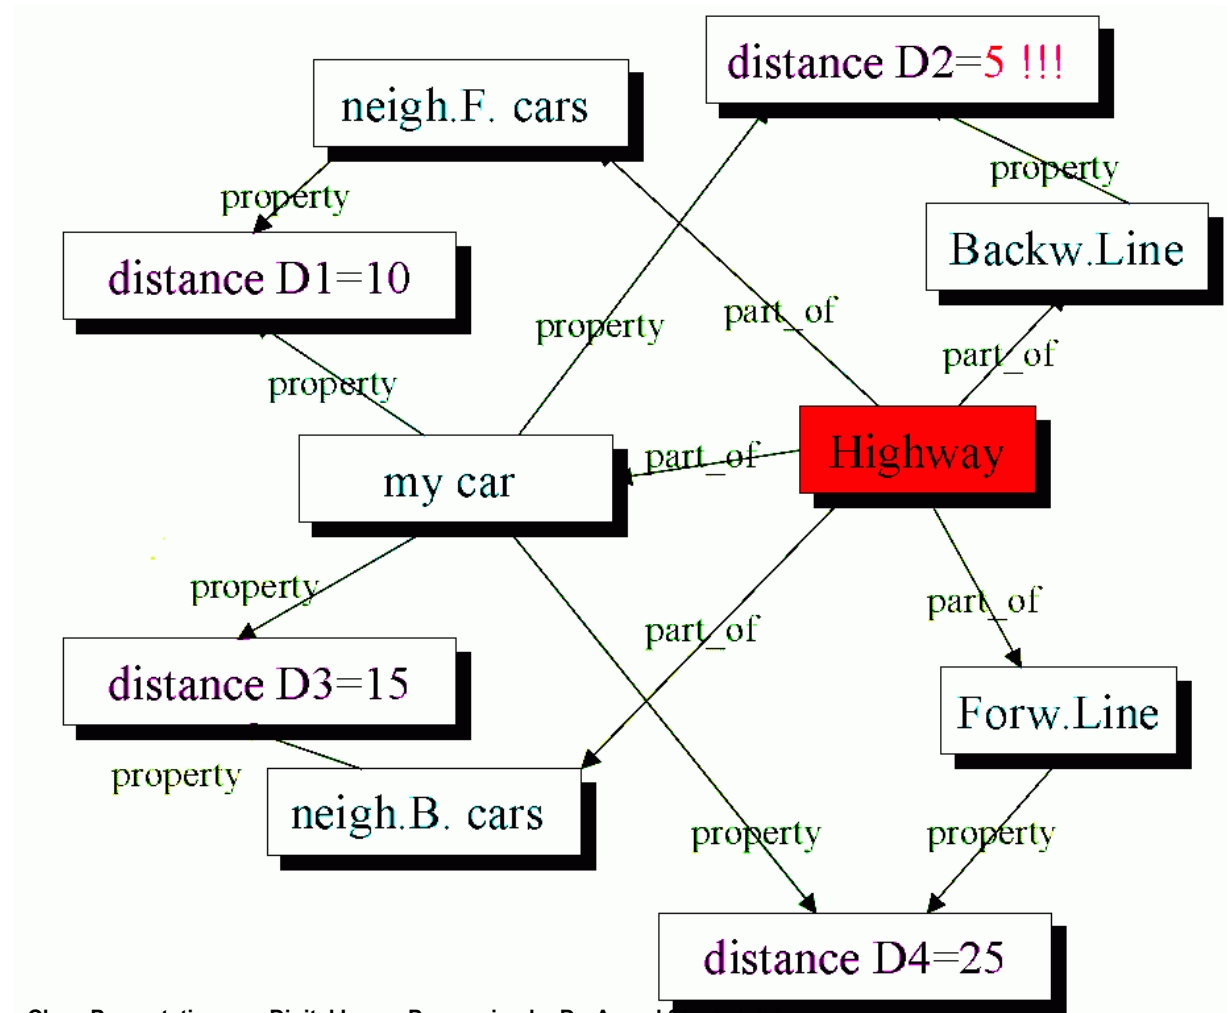 distance D2=5 !!!
neigh.F. cars
property
property
distance D1=10
Backw.Line
part_of
property
part_of
property
Highway
part_of
my car
property
part_of
part_of
distance D3=15
Forw.Line
property
neigh.B. cars
property
property
distance D4=25